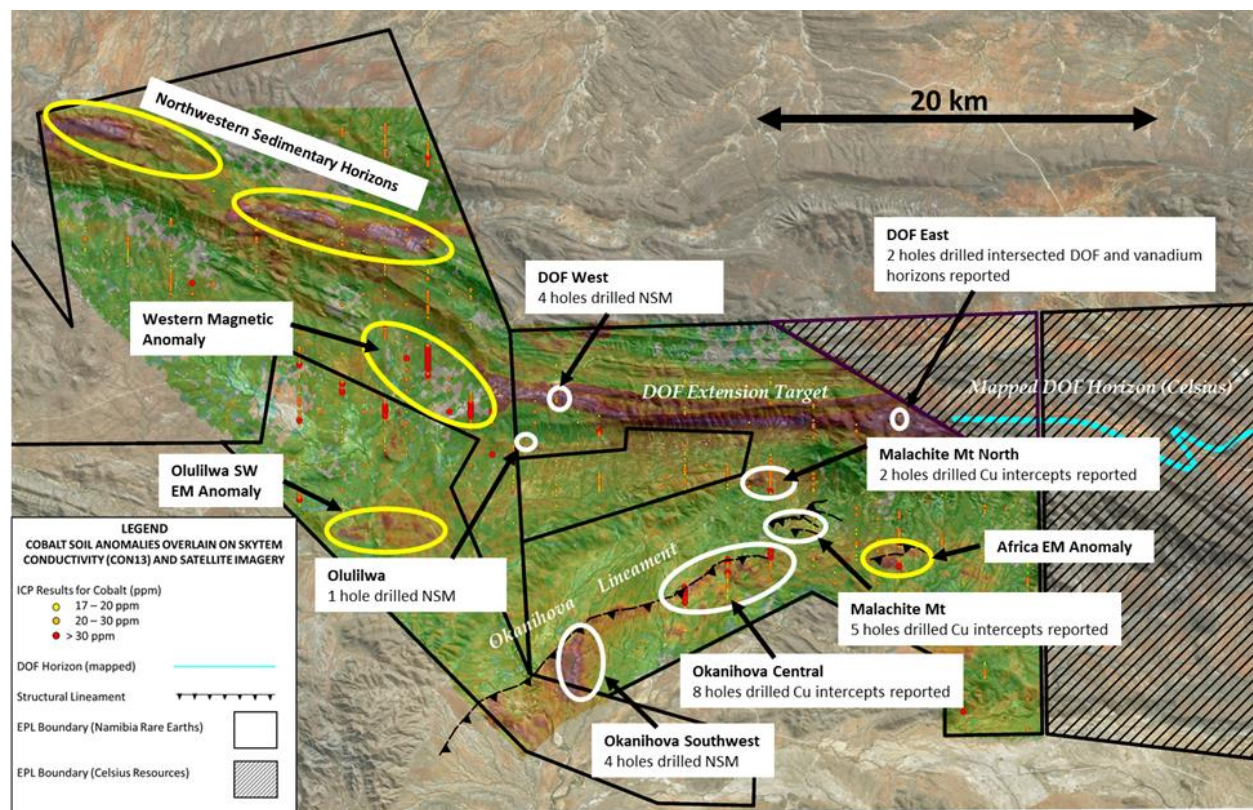 20 km
Northwestern Sedimentary Horizons
DOF East
2 holes drilled intersected DOF and vanadium
horizons reported
DOF West
4 holes drilled NSM
Western Magnetic
Anomaly
DOF Extension Target
Mapped DOF Horizon (Celsius)
Olulilwa SW
EM Anomaly
Malachite Mt North
2 holes drilled Cu intercepts reported
Africa EM Anomaly
Olulilwa
1 hole drilled NSM
Okanihova Lineament
Malachite Mt
5 holes drilled Cu intercepts reported
Okanihova Central
8 holes drilled Cu intercepts reported
Okanihova Southwest
4 holes drilled NSM
LEGEND
COBALT SOIL ANOMALIES OVERLAIN ON SKYTEM
CONDUCTIVITY (CON13) AND SATELLITE IMAGERY
ICP Results for Cobalt (ppm)
17 – 20 ppm
20 – 30 ppm
> 30 ppm
DOF Horizon (mapped)
Structural Lineament
EPL Boundary (Namibia Rare Earths)
EPL Boundary (Celsius Resources)